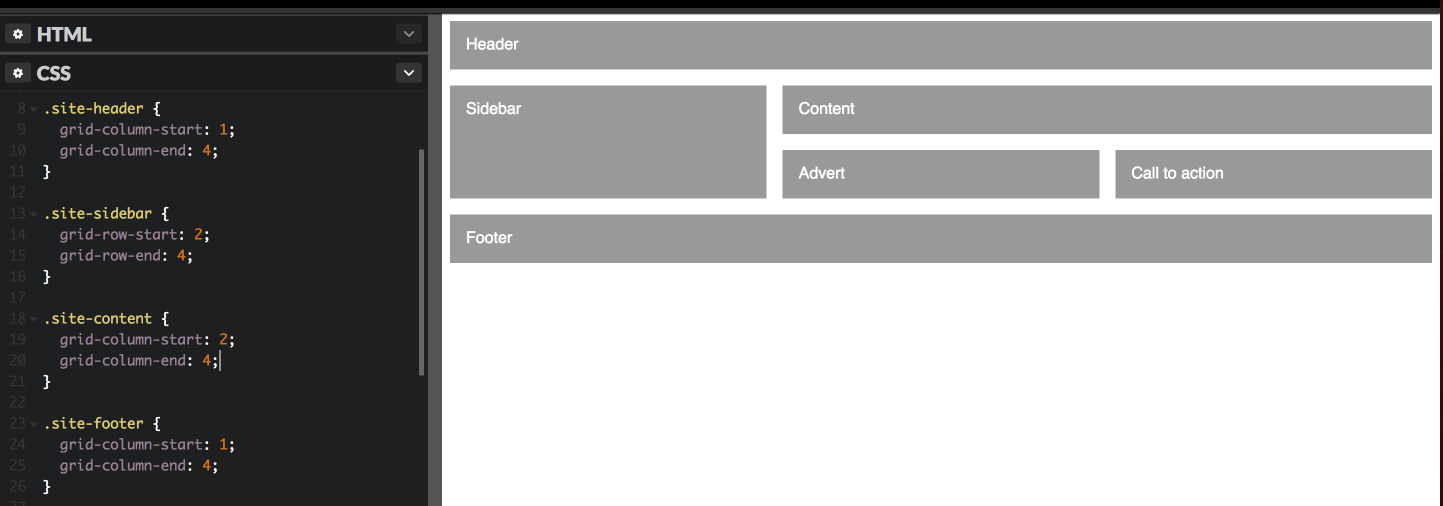 HTML
CSS
8 .site-header {
9 grid-column-start: 1;
10 grid-column-end: 4;
11 }
12
13 .site-sidebar {
14 grid-row-start: 2;
15 grid-row-end: 4;
16 }
17
18 .site-content {
19 grid-column-start: 2;
20 grid-column-end: 4;
21 }
22
23 .site-footer {
24 grid-column-start: 1;
25 grid-column-end: 4;
26 }
Header
Sidebar
Content
Advert
Call to action
Footer